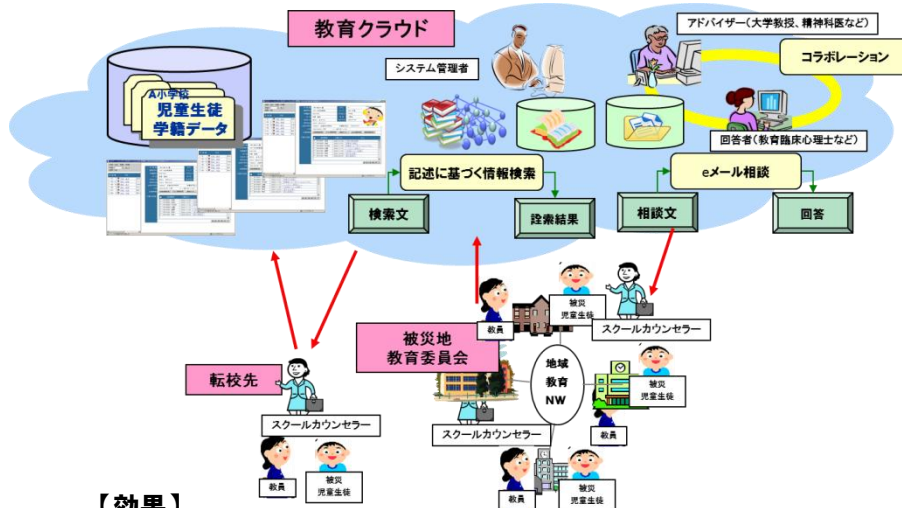 教育クラウド
アドバイザー(大学教授、精神科医など)
コラボレーション
システム管理者
A小学校
児童生徒
学籍データ
回答者(教育臨床心理士など)
記述に基づく情報検索
eメール相談
検索文
詮索結果
相談文
回答
教員
被災
児童生徒
スクールカウンセラー
被災地
教育委員会
転校先
地域
教育
NW
被災
児童生徒
スクールカウンセラー
スクールカウンセラー
教員
教員
被災
児童生徒
教員
被災
児童生徒
【効果】